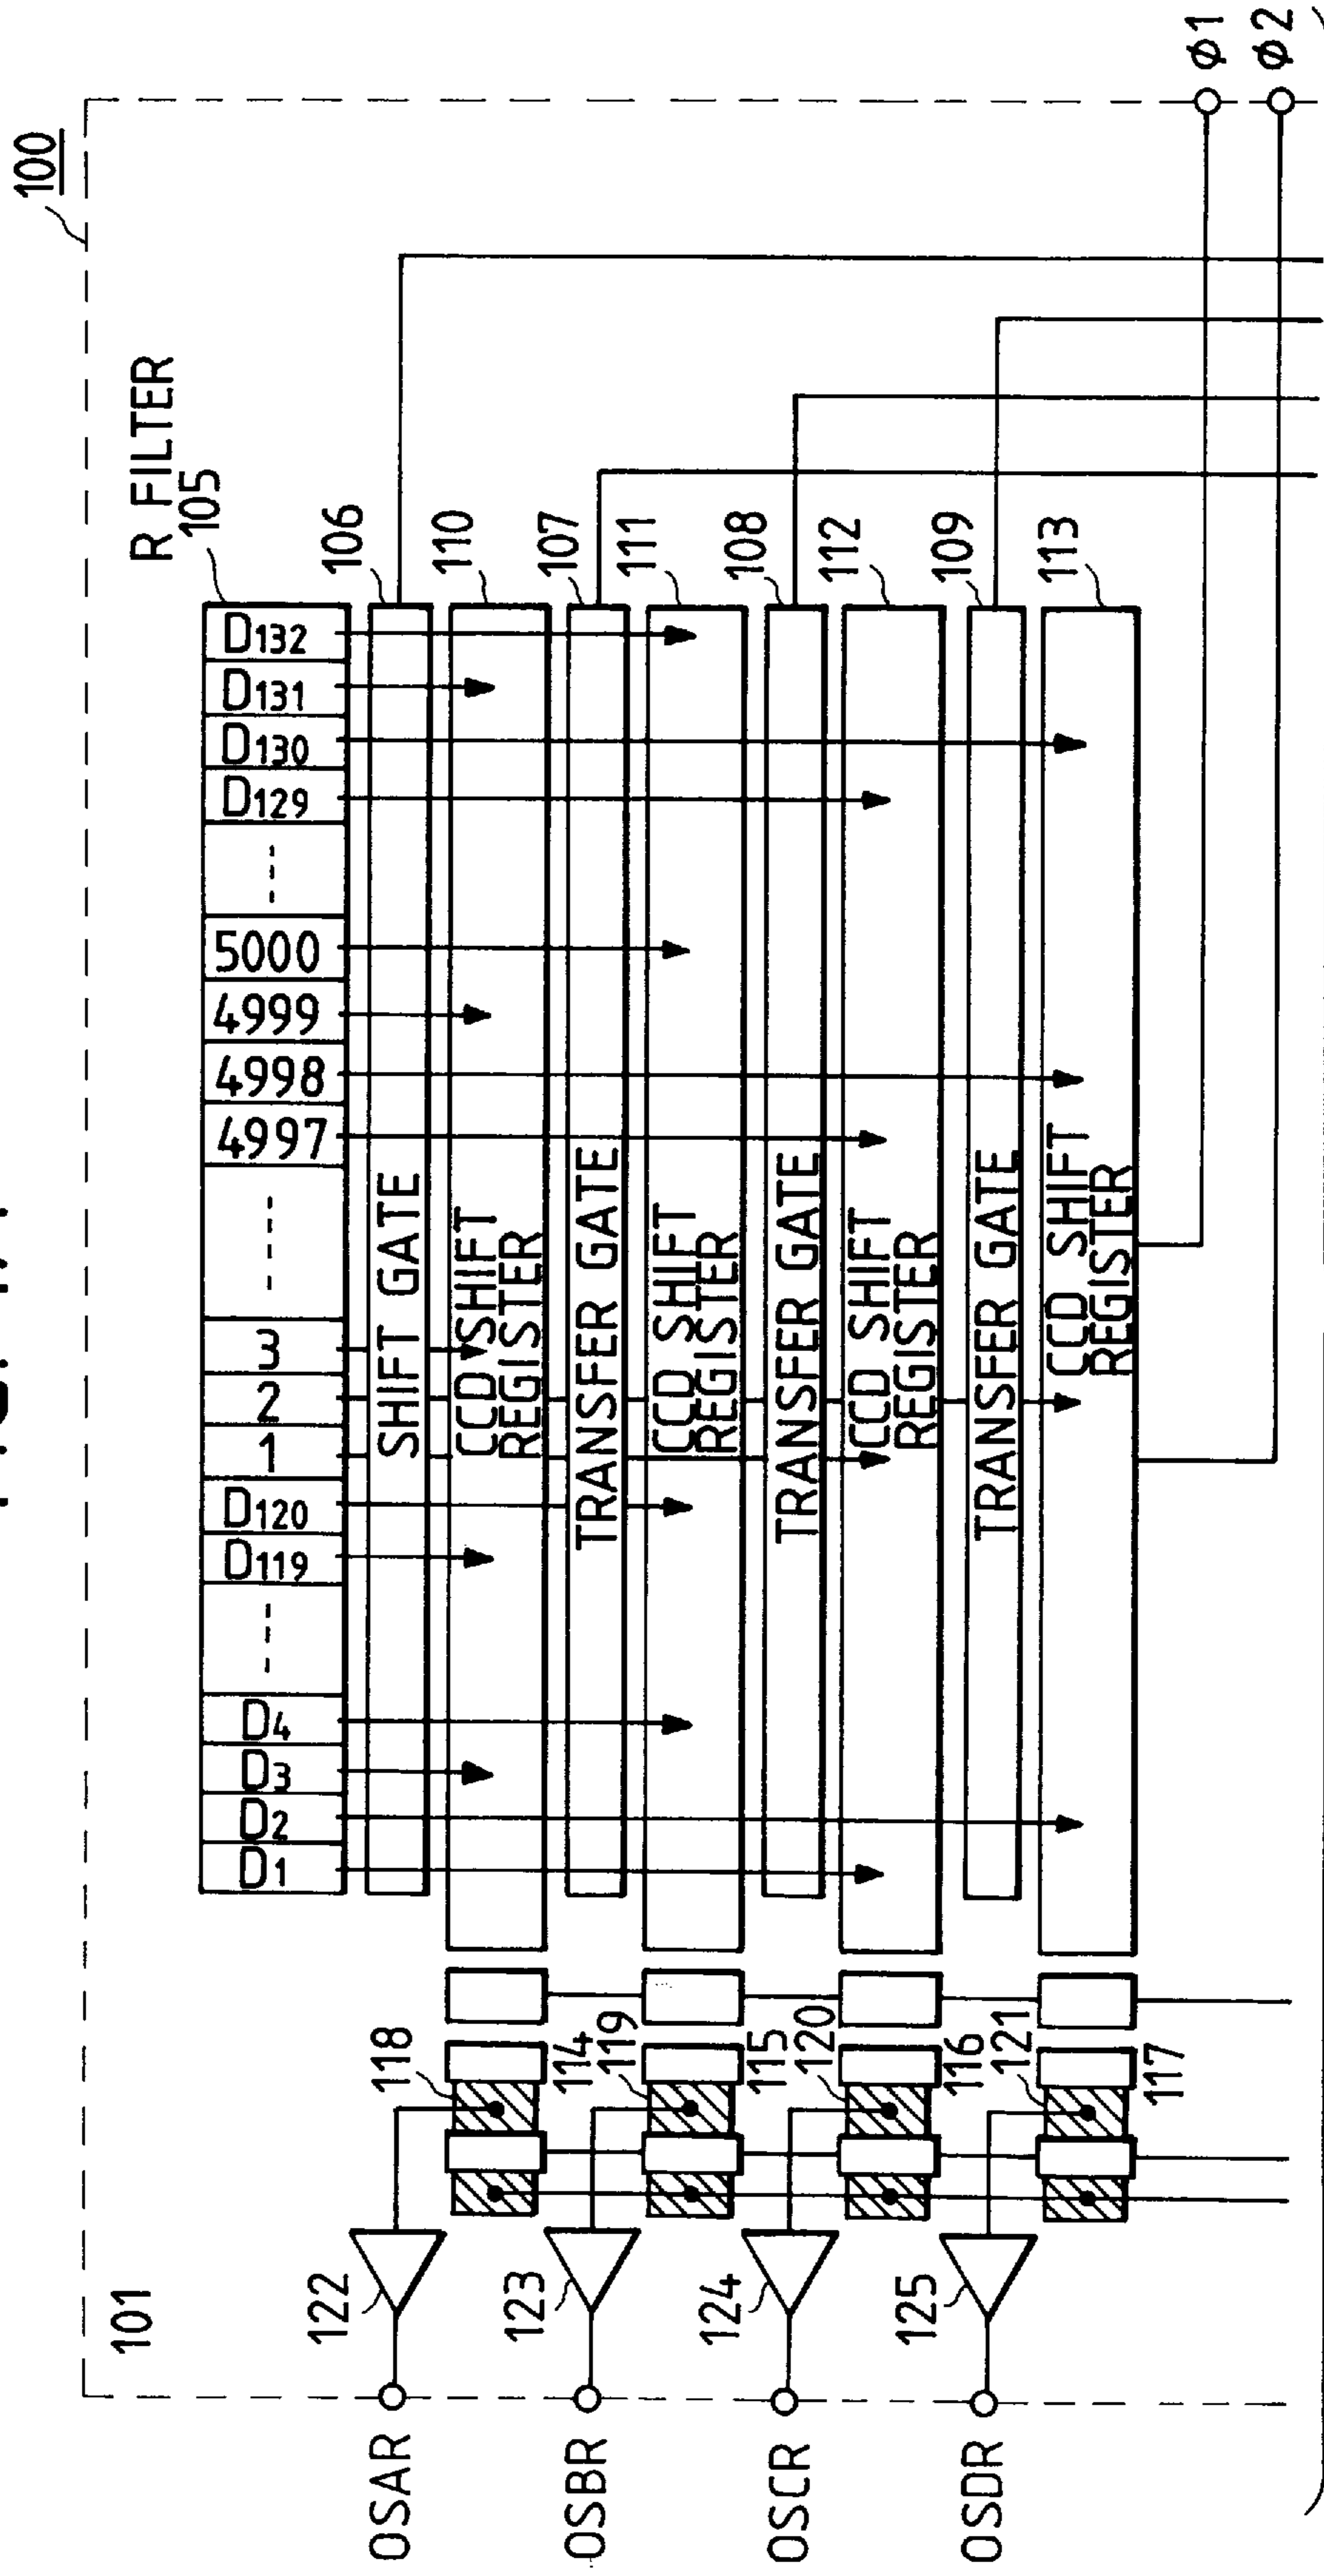 100
R FILTER
105
D1 D2 D3 D4 ---- D119 D120 1 2 3 ---- 4997 4998 4999 5000 --- D129 D130 D131 D132
106
SHIFT GATE
110
CCD SHIFT
REGISTER
107
TRANSFER GATE
111
CCD SHIFT
REGISTER
108
TRANSFER GATE
112
CCD SHIFT
REGISTER
109
TRANSFER GATE
113
CCD SHIFT
REGISTER
ø1
ø2
101
118
114
119
115
120
116
121
117
122
123
124
125
OSAR
OSBR
OSCR
OSDR